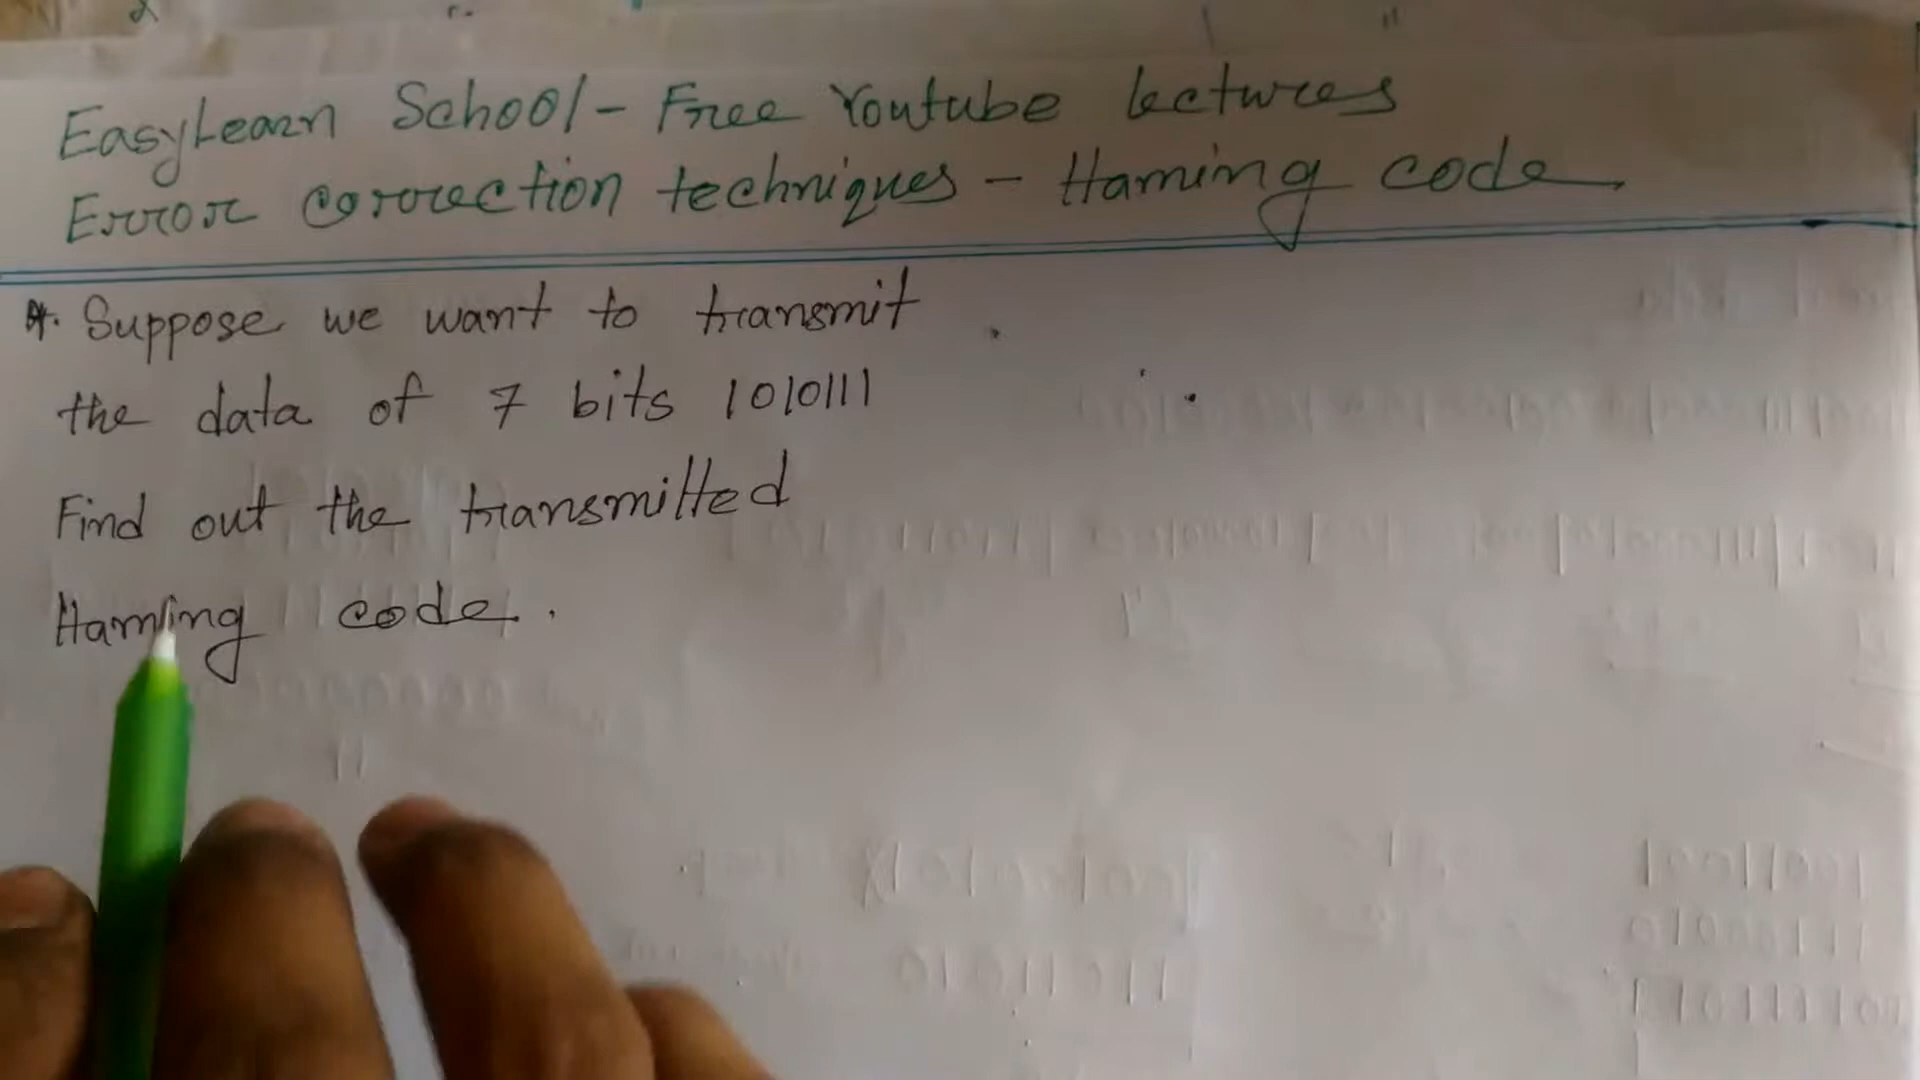 EasyLearn School - Free Youtube lectures
Error correction techniques - Haming code
*. Suppose we want to transmit
the data of 7 bits 1010111
Find out the transmitted
Haming code.